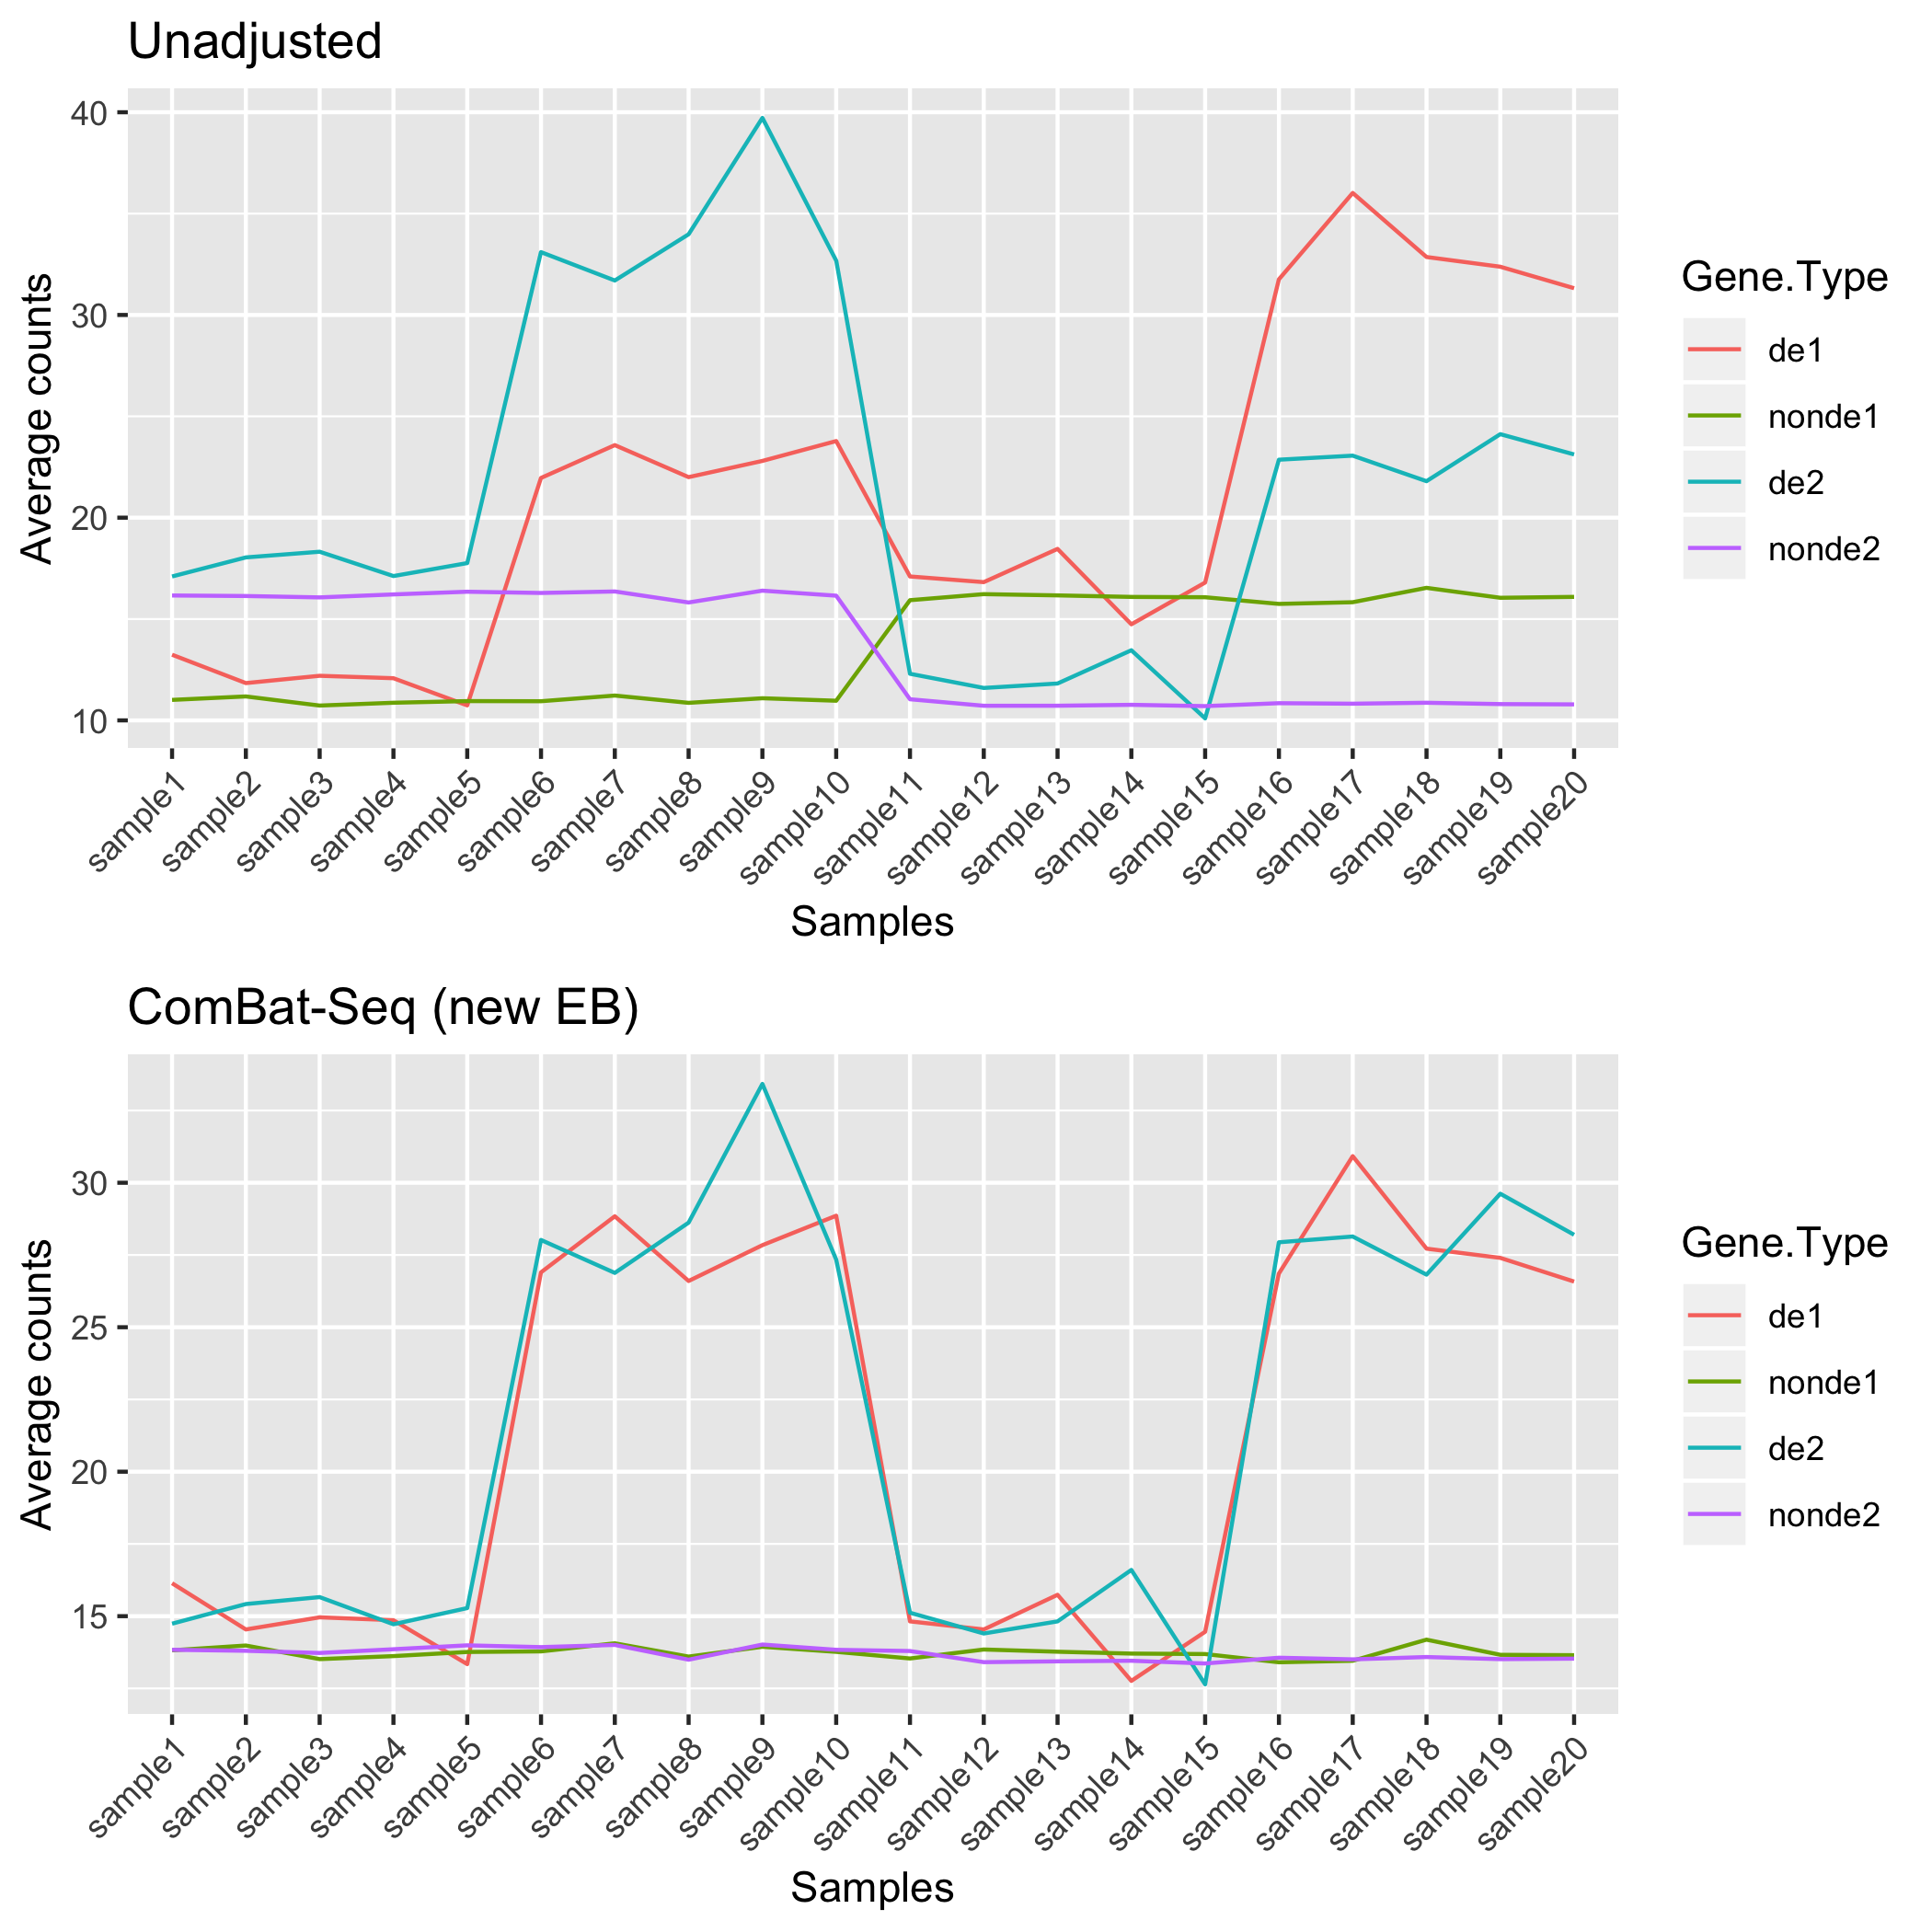 Unadjusted
40
30
20
10
Average counts
sample1
sample2
sample3
sample4
sample5
sample6
sample7
sample8
sample9
sample10
sample11
sample12
sample13
sample14
sample15
sample16
sample17
sample18
sample19
sample20
Samples
Gene.Type
de1
nonde1
de2
nonde2
ComBat-Seq (new EB)
30
25
20
15
Average counts
sample1
sample2
sample3
sample4
sample5
sample6
sample7
sample8
sample9
sample10
sample11
sample12
sample13
sample14
sample15
sample16
sample17
sample18
sample19
sample20
Samples
Gene.Type
de1
nonde1
de2
nonde2